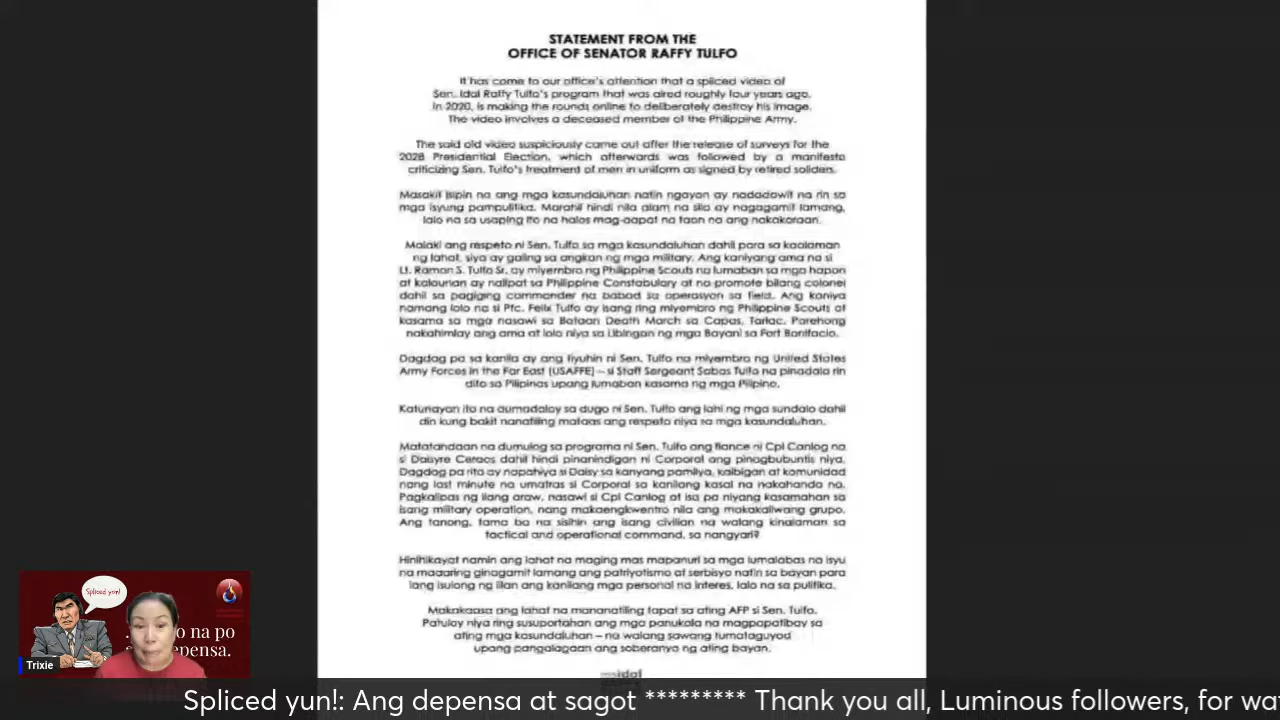 STATEMENT FROM THE
OFFICE OF SENATOR RAFFY TULFO
It has come to our office's attention that a spliced video of
Sen. Idol Raffy Tulfo's program that was aired roughly four years ago,
in 2020, is making the rounds online to deliberately destroy his image.
The video involves a deceased member of the Philippine Army.
The said old video suspiciously came out after the release of surveys for the
2028 Presidential Election, which afterwards was followed by a manifesto
criticizing Sen. Tulfo's treatment of men in uniform as signed by retired soldiers.
Masakit isipin na ang mga kasundaluhan natin ngayon ay nadadawit na rin sa
mga isyung pampulitika. Marahil hindi nila alam na sila ay nagagamit lamang,
lalo na sa usaping ito na halos mag-aapat na taon na ang nakakaraan.
Malaki ang respeto ni Sen. Tulfo sa mga kasundaluhan dahil para sa kaalaman
ng lahat, siya ay galing sa angkan ng mga military. Ang kaniyang ama na si
Lt. Ramon S. Tulfo Sr. ay miyembro ng Philippine Scouts na lumaban sa mga hapon
at kalaunan ay nalipat sa Philippine Constabulary at na promote bilang colonel
dahil sa pagiging commander na babad sa operasyon sa field. Ang kaniya
namang lolo na si Pfc. Felix Tulfo ay isang ring miyembro ng Philippine Scouts at
kasama sa mga nasawi sa Bataan Death March sa Capas, Tarlac. Parehong
nakahimlay ang ama at lolo niya sa Libingan ng mga Bayani sa Fort Bonifacio.
Dagdag pa sa kanila ay ang tiyuhin ni Sen. Tulfo na miyembro ng United States
Army Forces in the Far East (USAFFE) – si Staff Sergeant Sabas Tulfo na pinadala rin
dito sa Pilipinas upang lumaban kasama ng mga Pilipino.
Katunayan ito na dumadaloy sa dugo ni Sen. Tulfo ang lahi ng mga sundalo dahil
din kung bakit nanatiling mataas ang respeto niya sa mga kasundaluhan.
Matatandaan na dumulog sa programa ni Sen. Tulfo ang fiance ni Cpl Canlog na
si Daisyre dahil hindi pinanindigan ni Corporal ang pinagbubuntis niya.
Dagdag pa rito ay napahiya si Daisy sa kanyang pamilya, kaibigan at komunidad
nang last minute na umatras si Corporal sa kanilang kasal na nakahanda na.
Pagkalipas ng ilang araw, nasawi si Cpl Canlog at isa pa niyang kasamahan sa
isang military operation, nang makaengkwentro nila ang makakaliwang grupo.
Ang tanong, tama ba na sisihin ang isang civilian na walang kinalaman sa
tactical and operational command, sa nangyari?
Hinihikayat namin ang lahat na maging mas mapanuri sa mga lumalabas na isyu
na maaaring ginagamit lamang ang patriyotismo at serbisyo natin sa bayan para
lang isulong ng ilan ang kanilang mga personal na interes, lalo na sa pulitika.
Makakaasa ang lahat na mananatiling tapat sa ating AFP si Sen. Tulfo.
Patuloy niya ring susuportahan ang mga panukala na magpapatibay sa
ating mga kasundaluhan – na walang sawang tumataguyod
upang pangalagaan ang soberanya ng ating bayan.
idol
Spliced yun!
o na po
depensa.
Trixie
Spliced yun!: Ang depensa at sagot ********* Thank you all, Luminous followers, for wa